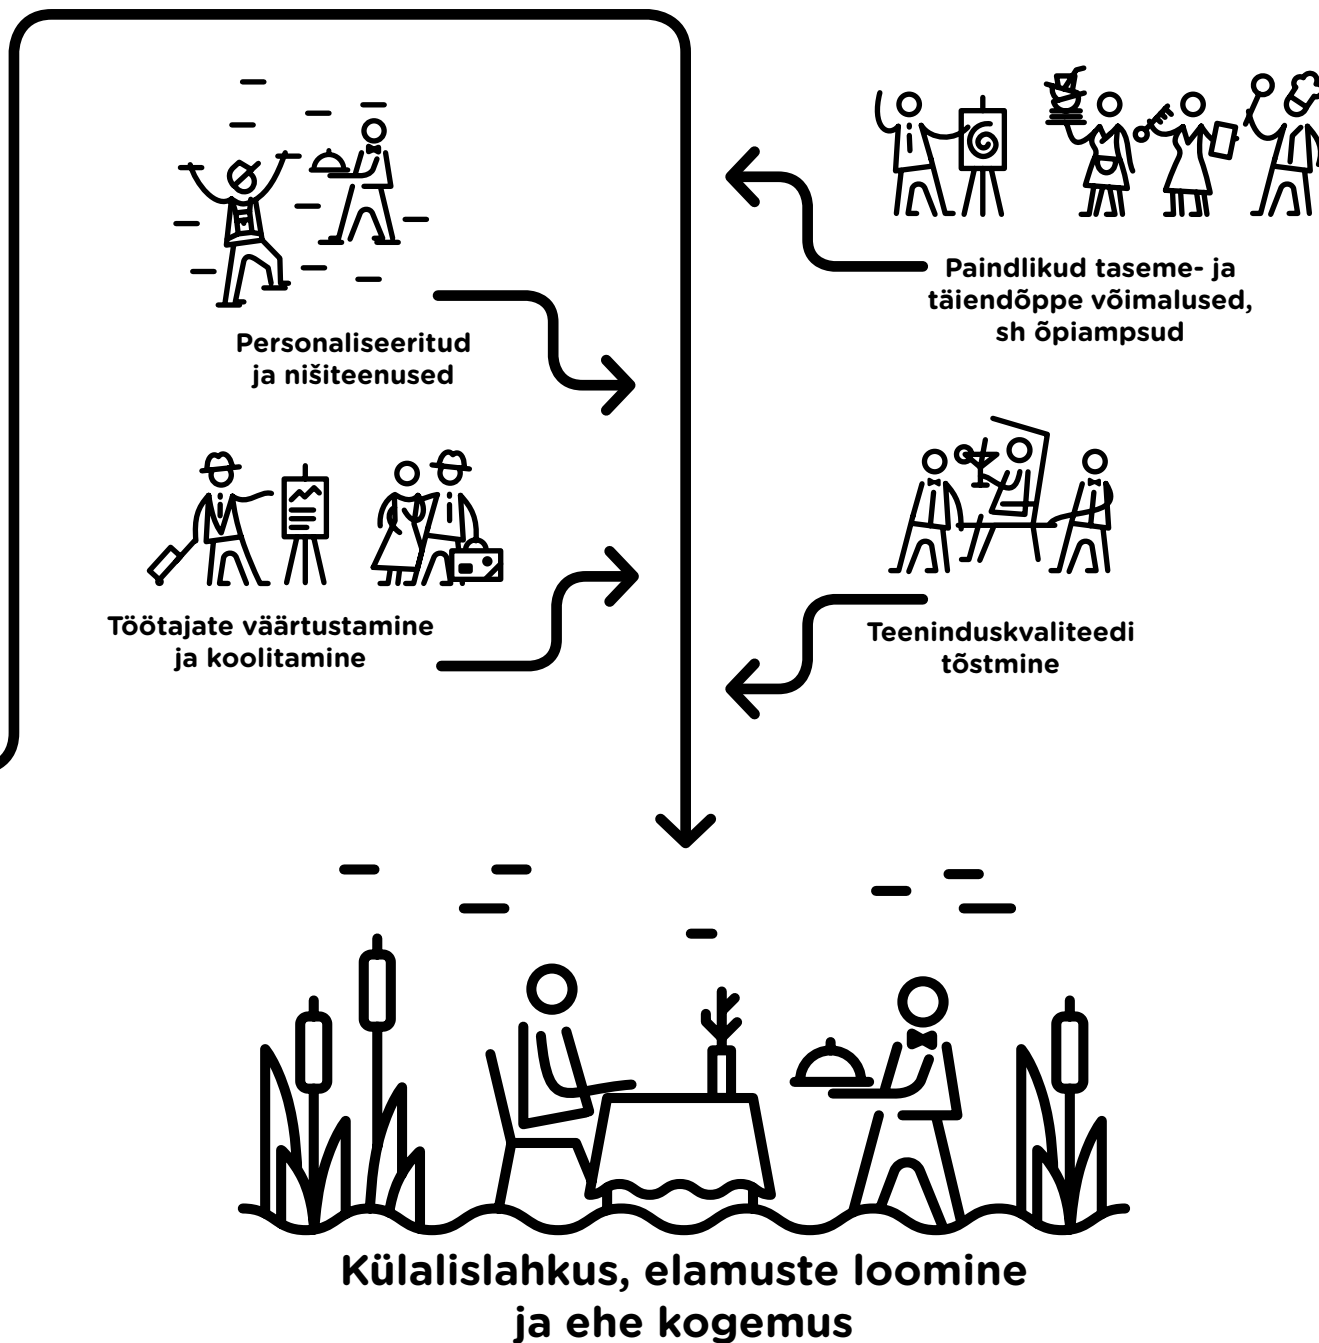 Personaliseeritud
ja nišiteenused
Paindlikud taseme- ja
täiendõppe võimalused,
sh õpiampsud
Töötajate väärtustamine
ja koolitamine
Teeninduskvaliteedi
tõstmine
Külalislahkus, elamuste loomine
ja ehe kogemus